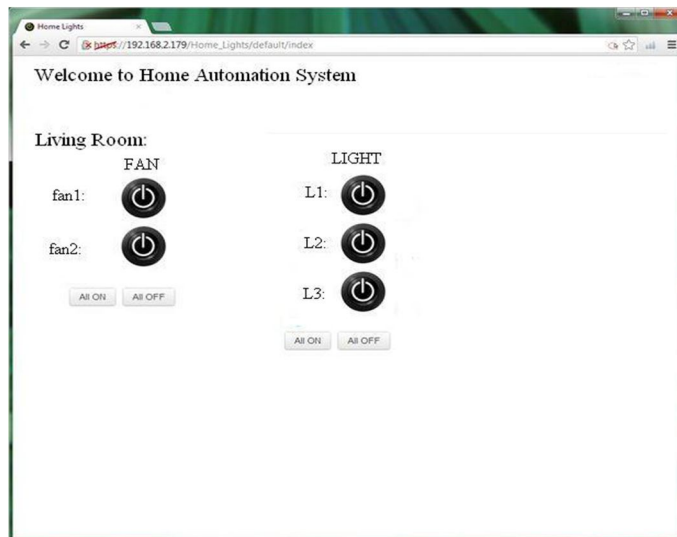 Home Lights
https://192.168.2.179/Home_Lights/default/index
Welcome to Home Automation System
Living Room:
FAN
fan1:
fan2:
All ON All OFF
LIGHT
L1:
L2:
L3:
All ON All OFF